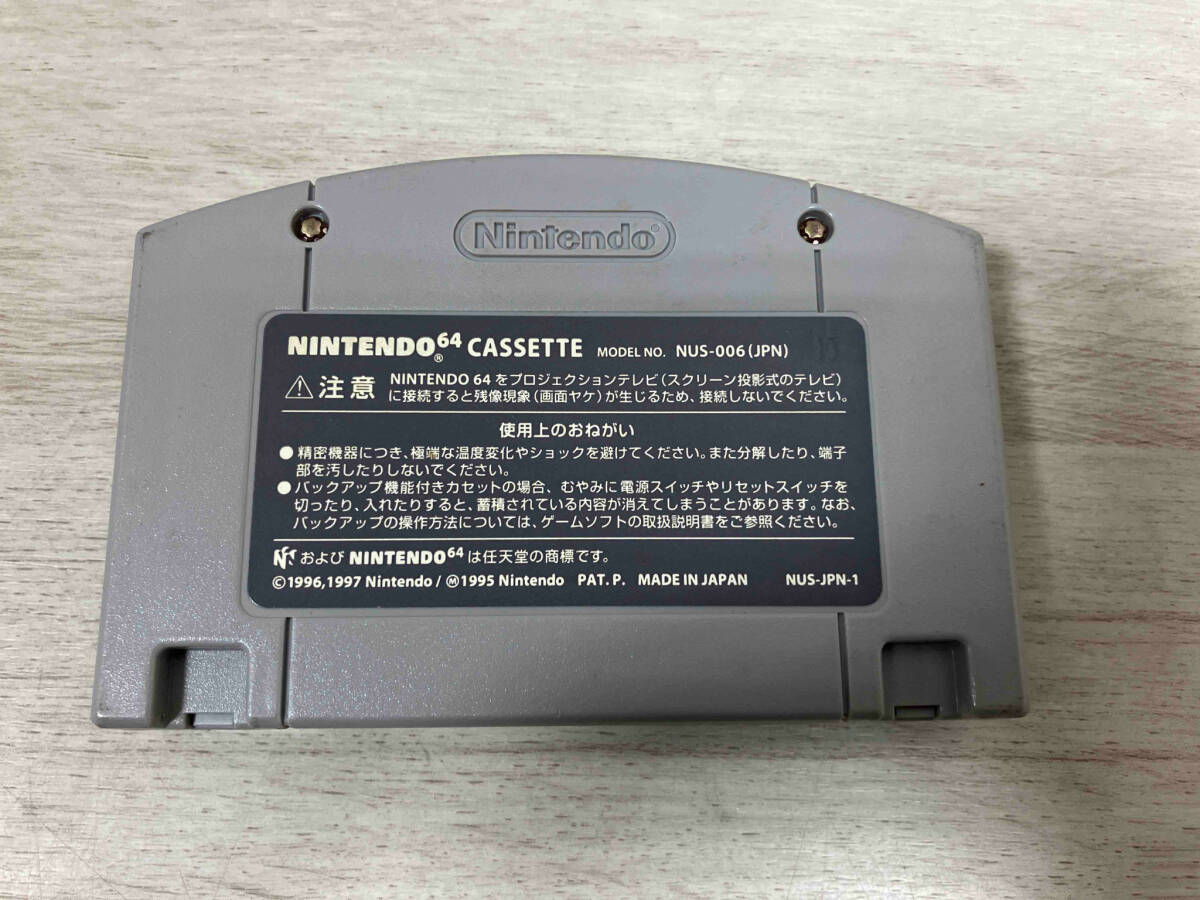 Nintendo®
NINTENDO64® CASSETTE MODEL NO. NUS-006(JPN)
⚠注意 NINTENDO 64 をプロジェクションテレビ(スクリーン投影式のテレビ)
に接続すると残像現象(画面ヤケ)が生じるため、接続しないでください。
使用上のおねがい
●精密機器につき、極端な温度変化やショックを避けてください。また分解したり、端子
部を汚したりしないでください。
●バックアップ機能付きカセットの場合、むやみに電源スイッチやリセットスイッチを
切ったり、入れたりすると、蓄積されている内容が消えてしまうことがあります。なお、
バックアップの操作方法については、ゲームソフトの取扱説明書をご参照ください。
および NINTENDO64 は任天堂の商標です。
©1996,1997 Nintendo / Ⓜ1995 Nintendo PAT. P. MADE IN JAPAN NUS-JPN-1